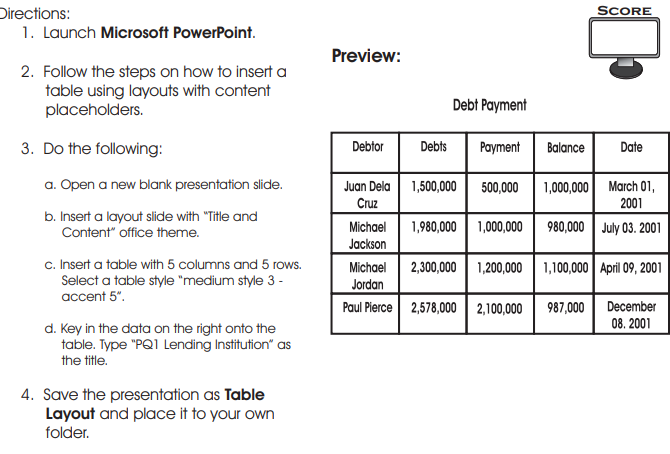 Directions:
1. Launch Microsoft PowerPoint.
2. Follow the steps on how to insert a
table using layouts with content
placeholders.
3. Do the following:
a. Open a new blank presentation slide.
b. Insert a layout slide with "Title and
Content" office theme.
c. Insert a table with 5 columns and 5 rows.
Select a table style "medium style 3 -
accent 5".
d. Key in the data on the right onto the
table. Type "PQ1 Lending Institution" as
the title.
4. Save the presentation as Table
Layout and place it to your own
folder.
SCORE
Preview:
Debt Payment
Debtor Debts Payment Balance Date
Juan Dela 1,500,000 500,000 1,000,000 March 01,
Cruz 2001
Michael 1,980,000 1,000,000 980,000 July 03. 2001
Jackson
Michael 2,300,000 1,200,000 1,100,000 April 09, 2001
Jordan
Paul Pierce 2,578,000 2,100,000 987,000 December
08. 2001